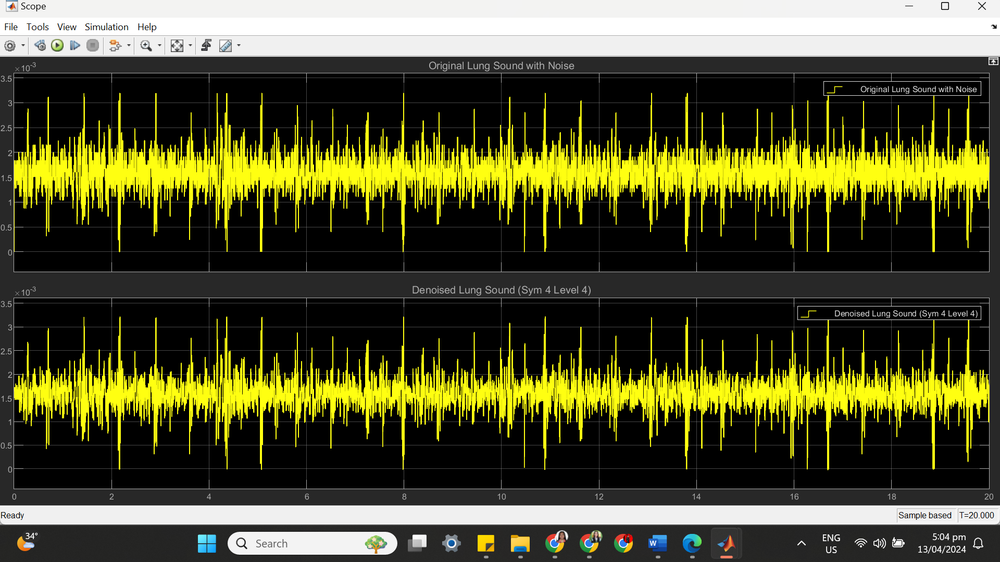 Scope
File Tools View Simulation Help
×10-3
Original Lung Sound with Noise
Original Lung Sound with Noise
3.5
3
2.5
2
1.5
1
0.5
0
×10-3
Denoised Lung Sound (Sym 4 Level 4)
Denoised Lung Sound (Sym 4 Level 4)
3.5
3
2.5
2
1.5
1
0.5
0
0 2 4 6 8 10 12 14 16 18 20
Ready
Sample based T=20.000
34°
Search
W
ENG
US
5:04 pm
13/04/2024